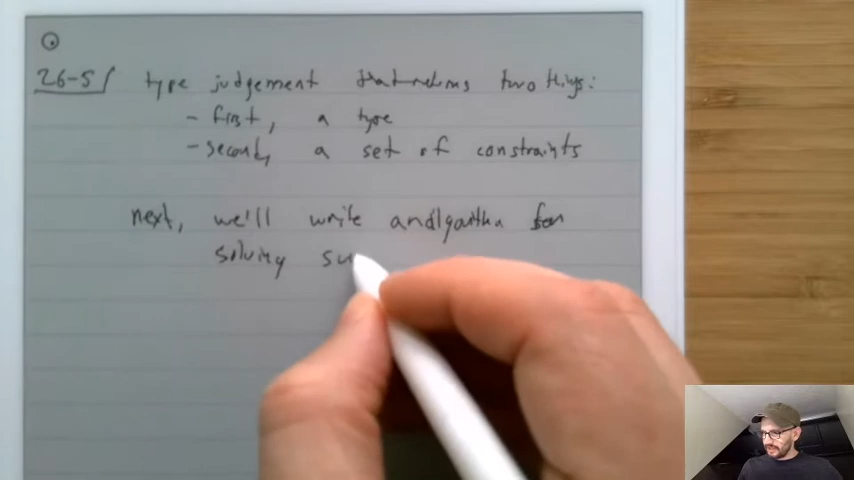 26-5/ type judgement that returns two things:
- first, a type
- second, a set of constraints
next, we'll write an algorithm for
solving su